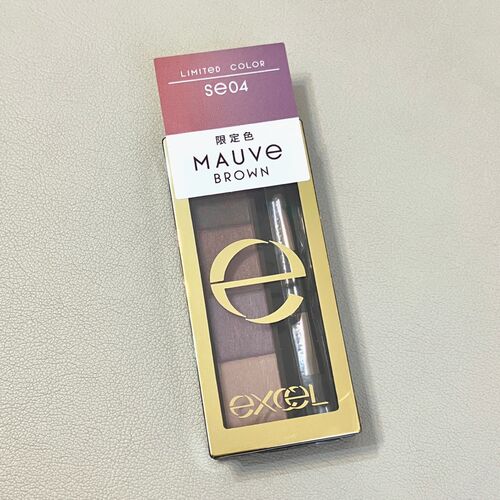 LIMITED COLOR
SE04
限定色
MAUVe
BROWN
e
excel